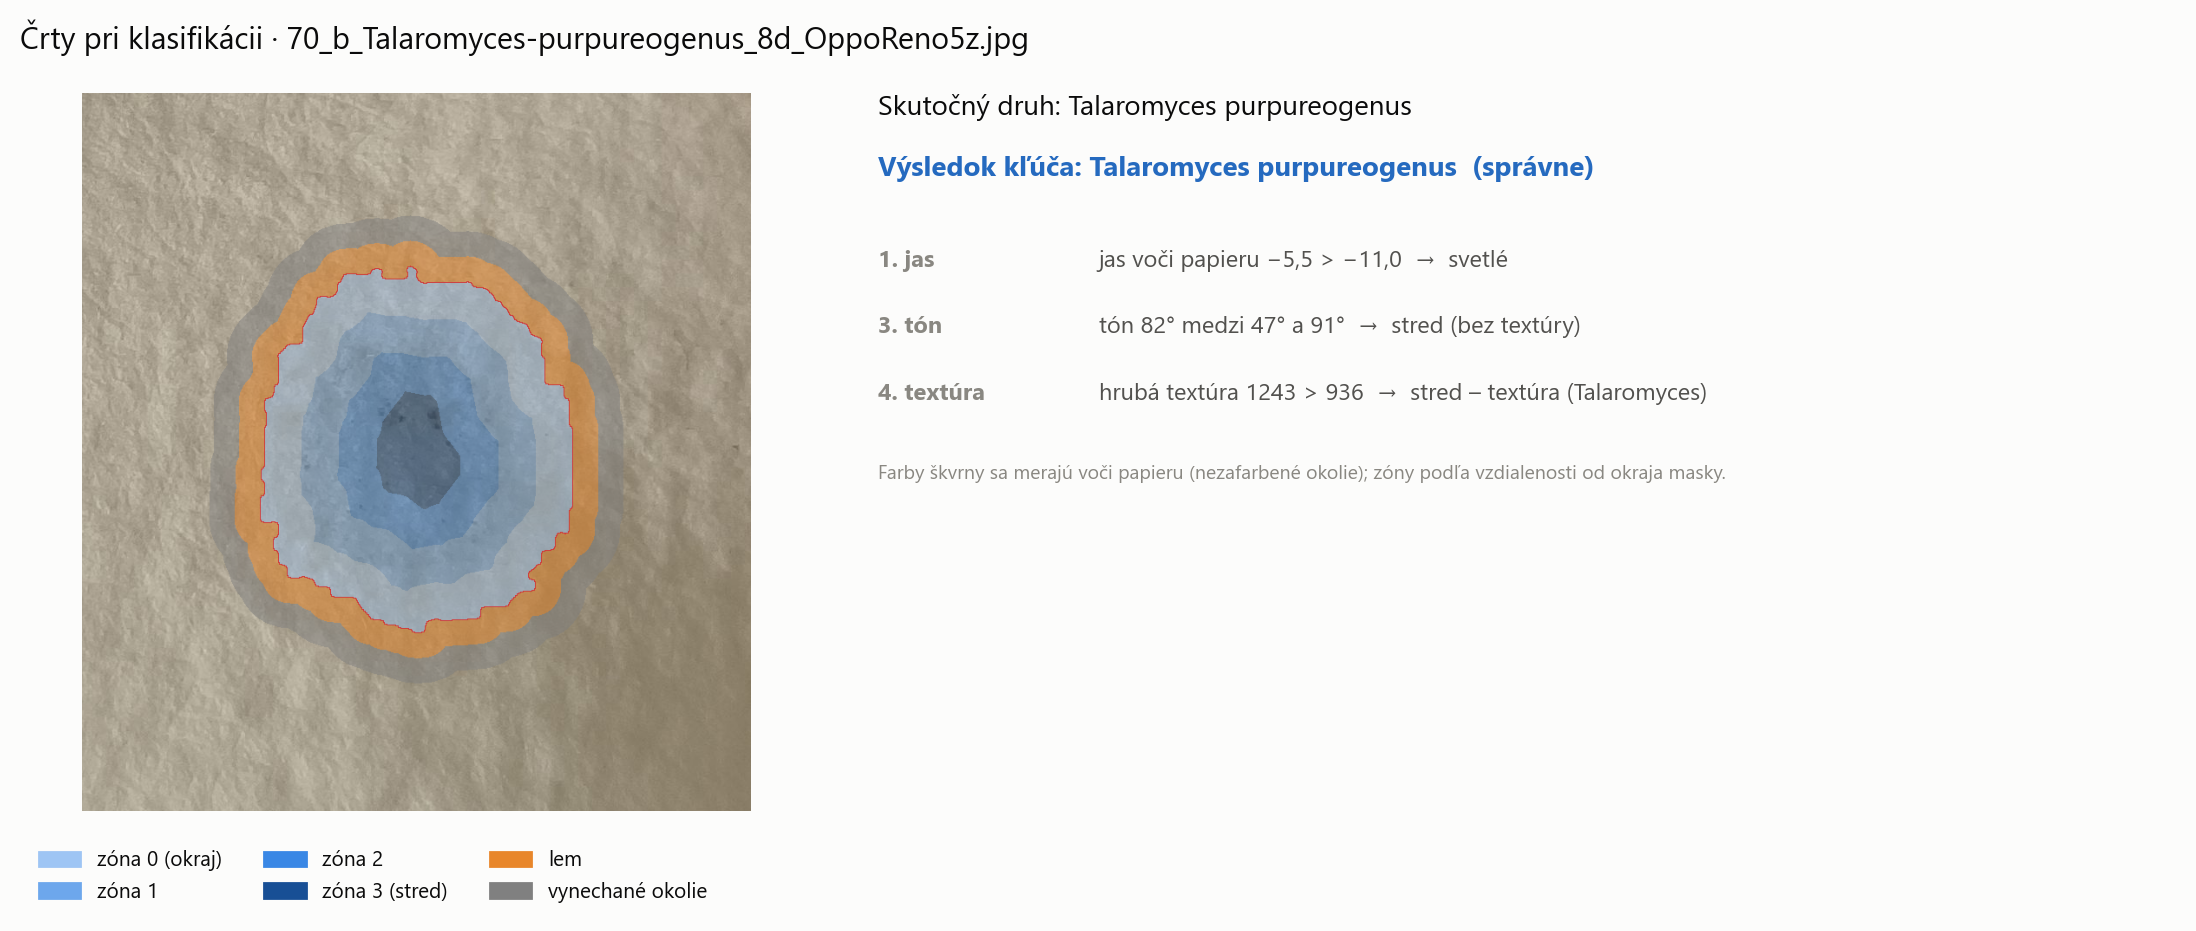 Črty pri klasifikácii · 70_b_Talaromyces-purpureogenus_8d_OppoReno5z.jpg
Skutočný druh: Talaromyces purpureogenus
Výsledok kľúča: Talaromyces purpureogenus (správne)
1. jas jas voči papieru −5,5 > −11,0 → svetlé
3. tón tón 82° medzi 47° a 91° → stred (bez textúry)
4. textúra hrubá textúra 1243 > 936 → stred – textúra (Talaromyces)
Farby škvrny sa merajú voči papieru (nezafarbené okolie); zóny podľa vzdialenosti od okraja masky.
zóna 0 (okraj) zóna 2 lem
zóna 1 zóna 3 (stred) vynechané okolie